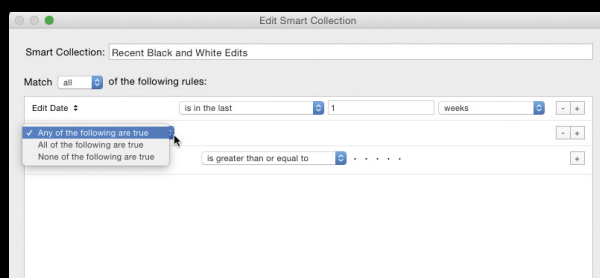 Edit Smart Collection
Smart Collection: Recent Black and White Edits
Match all of the following rules:
Edit Date is in the last 1 weeks - +
✓ Any of the following are true - +
All of the following are true
None of the following are true
is greater than or equal to . . . . . +